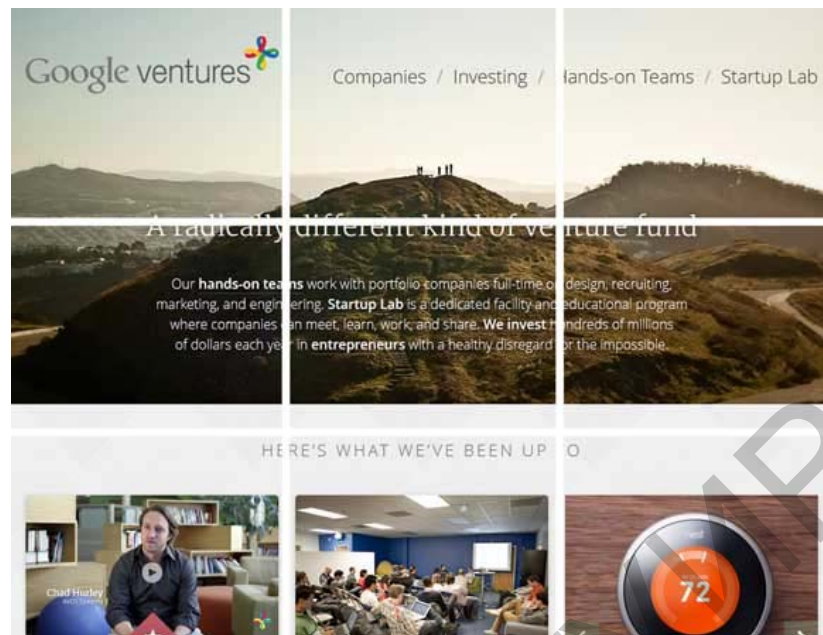 Google ventures
Companies / Investing / Hands-on Teams / Startup Lab
A radically different kind of venture fund
Our hands-on teams work with portfolio companies full-time on design, recruiting,
marketing, and engineering. Startup Lab is a dedicated facility and educational program
where companies can meet, learn, work, and share. We invest hundreds of millions
of dollars each year in entrepreneurs with a healthy disregard for the impossible.
HERE'S WHAT WE'VE BEEN UP TO
Chad Hurley
72